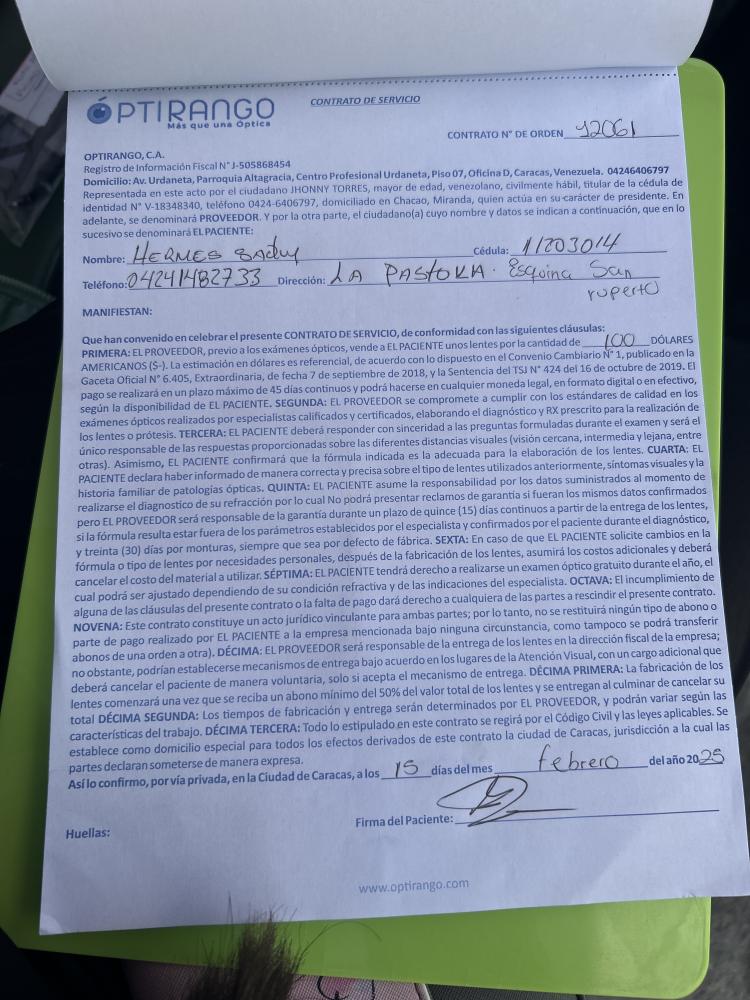 ÓPTIRANGO
Más que una Óptica
CONTRATO DE SERVICIO
CONTRATO N° DE ORDEN 12061
OPTIRANGO, C.A.
Registro de Información Fiscal N° J-505868454
Domicilio: Av. Urdaneta, Parroquia Altagracia, Centro Profesional Urdaneta, Piso 07, Oficina D, Caracas, Venezuela. 04246406797
Representada en este acto por el ciudadano JHONNY TORRES, mayor de edad, venezolano, civilmente hábil, titular de la cédula de
identidad N° V-18348340, teléfono 0424-6406797, domiciliado en Chacao, Miranda, quien actúa en su carácter de presidente. En
adelante, se denominará PROVEEDOR. Y por la otra parte, el ciudadano(a) cuyo nombre y datos se indican a continuación, que en lo
sucesivo se denominará EL PACIENTE:
Nombre: HERMES Cédula: 11203014
Teléfono: 04241482733 Dirección: LA PASTORA. Esquina San
ruperto
MANIFIESTAN:
Que han convenido en celebrar el presente CONTRATO DE SERVICIO, de conformidad con las siguientes cláusulas:
PRIMERA: EL PROVEEDOR, previo a los exámenes ópticos, vende a EL PACIENTE unos lentes por la cantidad de 100 DÓLARES
AMERICANOS ($-). La estimación en dólares es referencial, de acuerdo con lo dispuesto en el Convenio Cambiario N° 1, publicado en la
Gaceta Oficial N° 6.405, Extraordinaria, de fecha 7 de septiembre de 2018, y la Sentencia del TSJ N° 424 del 16 de octubre de 2019. El
pago se realizará en un plazo máximo de 45 días continuos y podrá hacerse en cualquier moneda legal, en formato digital o en efectivo,
según la disponibilidad de EL PACIENTE. SEGUNDA: EL PROVEEDOR se compromete a cumplir con los estándares de calidad en los
exámenes ópticos realizados por especialistas calificados y certificados, elaborando el diagnóstico y RX prescrito para la realización de
los lentes o prótesis. TERCERA: EL PACIENTE deberá responder con sinceridad a las preguntas formuladas durante el examen y será el
único responsable de las respuestas proporcionadas sobre las diferentes distancias visuales (visión cercana, intermedia y lejana, entre
otras). Asimismo, EL PACIENTE confirmará que la fórmula indicada es la adecuada para la elaboración de los lentes. CUARTA: EL
PACIENTE declara haber informado de manera correcta y precisa sobre el tipo de lentes utilizados anteriormente, síntomas visuales y la
historia familiar de patologías ópticas. QUINTA: EL PACIENTE asume la responsabilidad por los datos suministrados al momento de
realizarse el diagnostico de su refracción por lo cual No podrá presentar reclamos de garantía si fueran los mismos datos confirmados
pero EL PROVEEDOR será responsable de la garantía durante un plazo de quince (15) días continuos a partir de la entrega de los lentes,
si la fórmula resulta estar fuera de los parámetros establecidos por el especialista y confirmados por el paciente durante el diagnóstico,
y treinta (30) días por monturas, siempre que sea por defecto de fábrica. SEXTA: En caso de que EL PACIENTE solicite cambios en la
fórmula o tipo de lentes por necesidades personales, después de la fabricación de los lentes, asumirá los costos adicionales y deberá
cancelar el costo del material a utilizar. SÉPTIMA: EL PACIENTE tendrá derecho a realizarse un examen óptico gratuito durante el año, el
cual podrá ser ajustado dependiendo de su condición refractiva y de las indicaciones del especialista. OCTAVA: El incumplimiento de
alguna de las cláusulas del presente contrato o la falta de pago dará derecho a cualquiera de las partes a rescindir el presente contrato.
NOVENA: Este contrato constituye un acto jurídico vinculante para ambas partes; por lo tanto, no se restituirá ningún tipo de abono o
parte de pago realizado por EL PACIENTE a la empresa mencionada bajo ninguna circunstancia, como tampoco se podrá transferir
abonos de una orden a otra). DÉCIMA: EL PROVEEDOR será responsable de la entrega de los lentes en la dirección fiscal de la empresa;
no obstante, podrían establecerse mecanismos de entrega bajo acuerdo en los lugares de la Atención Visual, con un cargo adicional que
deberá cancelar el paciente de manera voluntaria, solo si acepta el mecanismo de entrega. DÉCIMA PRIMERA: La fabricación de los
lentes comenzará una vez que se reciba un abono mínimo del 50% del valor total de los lentes y se entregan al culminar de cancelar su
total DÉCIMA SEGUNDA: Los tiempos de fabricación y entrega serán determinados por EL PROVEEDOR, y podrán variar según las
características del trabajo. DÉCIMA TERCERA: Todo lo estipulado en este contrato se regirá por el Código Civil y las leyes aplicables. Se
establece como domicilio especial para todos los efectos derivados de este contrato la ciudad de Caracas, jurisdicción a la cual las
partes declaran someterse de manera expresa.
Así lo confirmo, por vía privada, en la Ciudad de Caracas, a los 15 días del mes febrero del año 2025
Huellas:
Firma del Paciente:
www.optirango.com